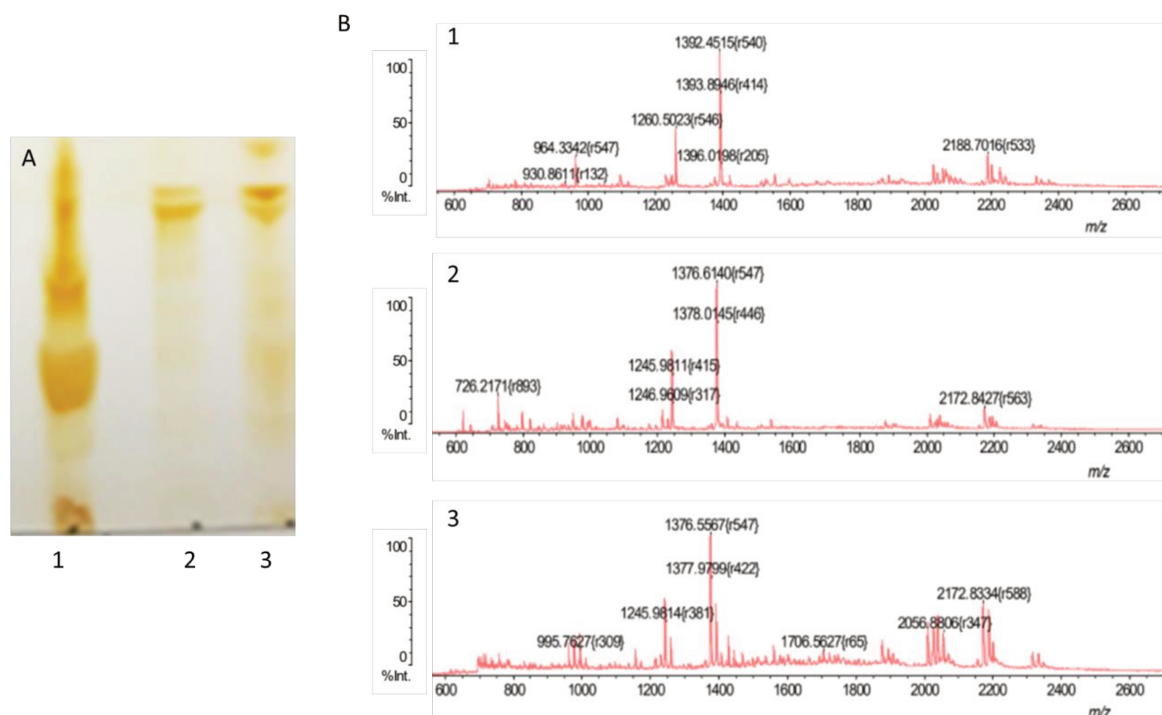 A
1 2 3
B
1
1392.4515{r540}
1393.8946{r414}
1260.5023{r546}
964.3342{r547}
1396.0198{r205}
930.8611{r132}
2188.7016{r533}
100
50
0
%Int.
600 800 1000 1200 1400 1600 1800 2000 2200 2400 2600
m/z
2
1376.6140{r547}
1378.0145{r446}
1245.9811{r415}
1246.9609{r317}
726.2171{r893}
2172.8427{r563}
100
50
0
%Int.
600 800 1000 1200 1400 1600 1800 2000 2200 2400 2600
m/z
3
1376.5567{r547}
1377.9799{r422}
1245.9814{r381}
995.7627{r309}
1706.5627{r65}
2172.8334{r588}
2056.8806{r347}
100
50
0
%Int.
600 800 1000 1200 1400 1600 1800 2000 2200 2400 2600
m/z